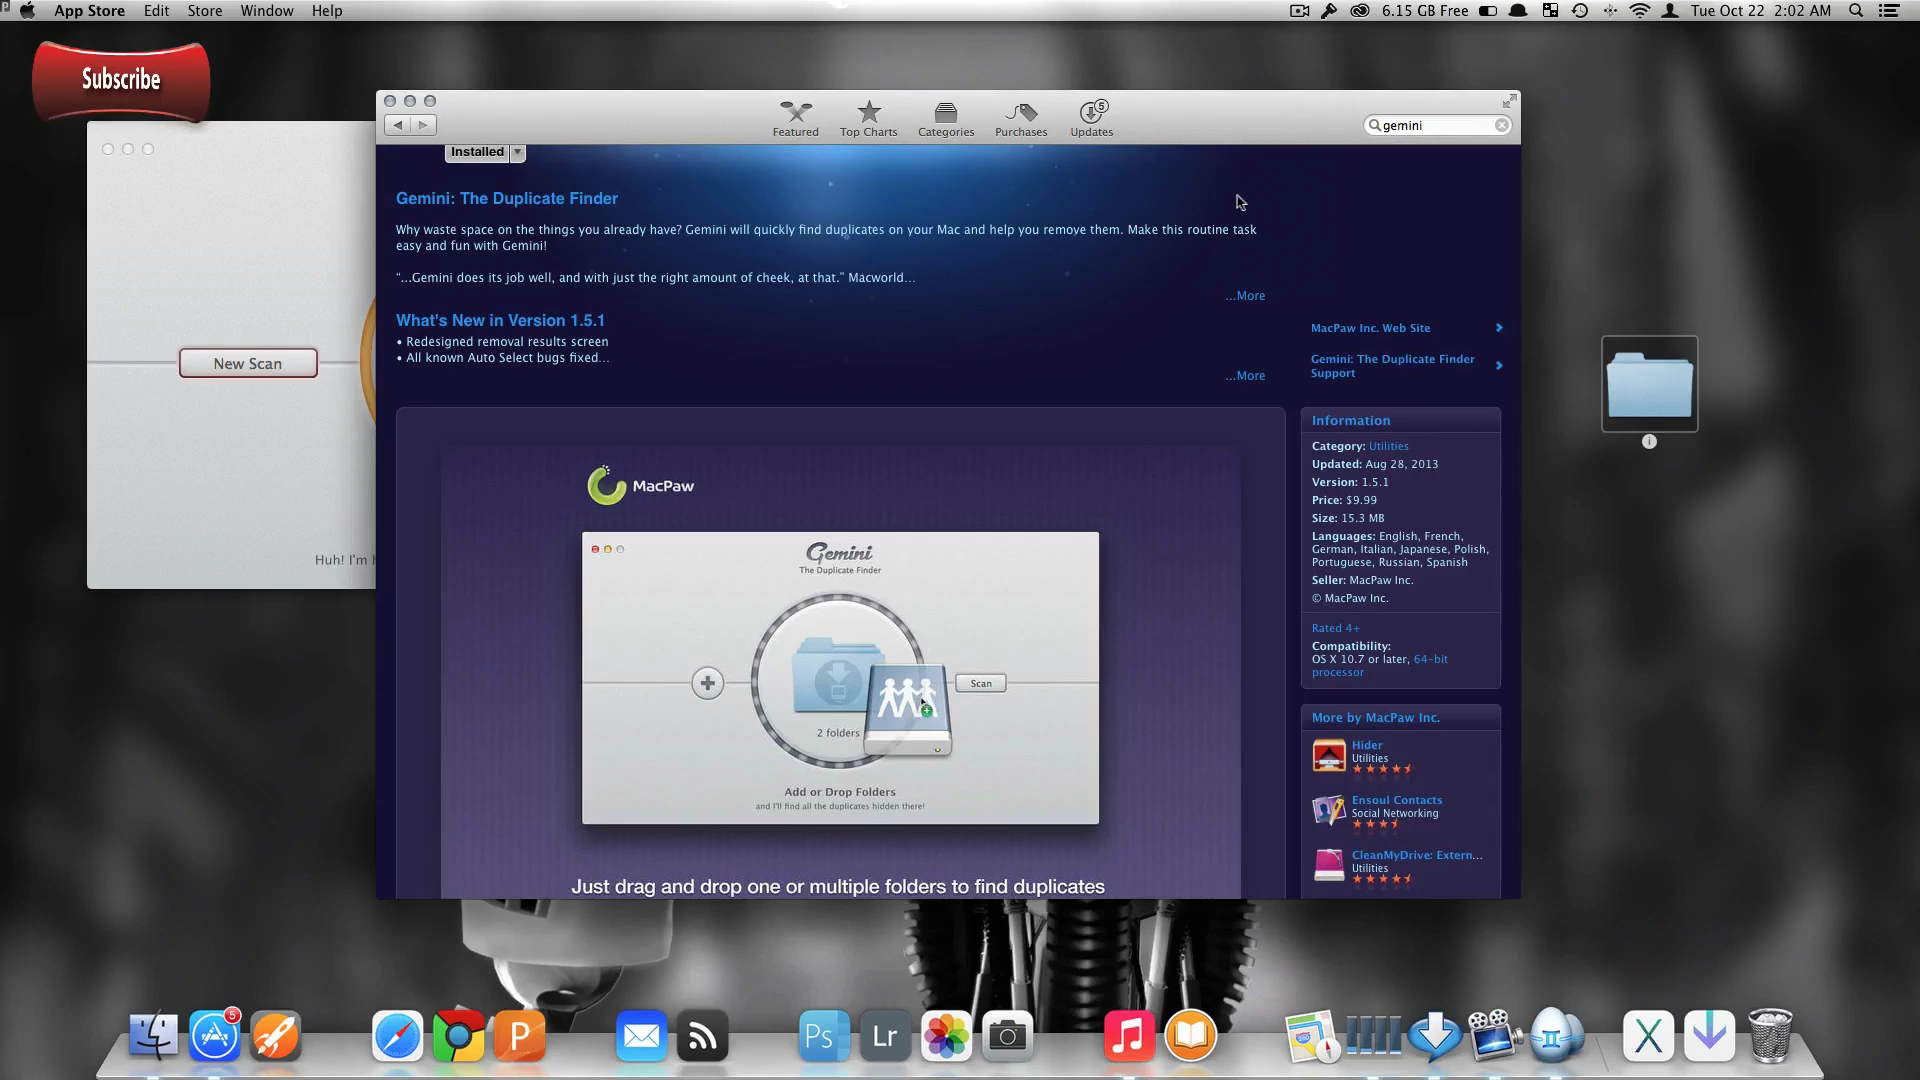 App Store Edit Store Window Help
6.15 GB Free Tue Oct 22 2:02 AM
Subscribe
Featured Top Charts Categories Purchases Updates
5
gemini
Installed
Gemini: The Duplicate Finder
Why waste space on the things you already have? Gemini will quickly find duplicates on your Mac and help you remove them. Make this routine task
easy and fun with Gemini!
“...Gemini does its job well, and with just the right amount of cheek, at that.” Macworld...
...More
What's New in Version 1.5.1
• Redesigned removal results screen
• All known Auto Select bugs fixed...
...More
New Scan
Huh! I'm
MacPaw Inc. Web Site
Gemini: The Duplicate Finder
Support
Information
Category: Utilities
Updated: Aug 28, 2013
Version: 1.5.1
Price: $9.99
Size: 15.3 MB
Languages: English, French,
German, Italian, Japanese, Polish,
Portuguese, Russian, Spanish
Seller: MacPaw Inc.
© MacPaw Inc.
Rated 4+
Compatibility:
OS X 10.7 or later, 64-bit
processor
More by MacPaw Inc.
Hider
Utilities
Ensoul Contacts
Social Networking
CleanMyDrive: Extern...
Utilities
MacPaw
Gemini
The Duplicate Finder
2 folders
Scan
Add or Drop Folders
and I'll find all the duplicates hidden there!
Just drag and drop one or multiple folders to find duplicates
5
P
Ps
Lr
X